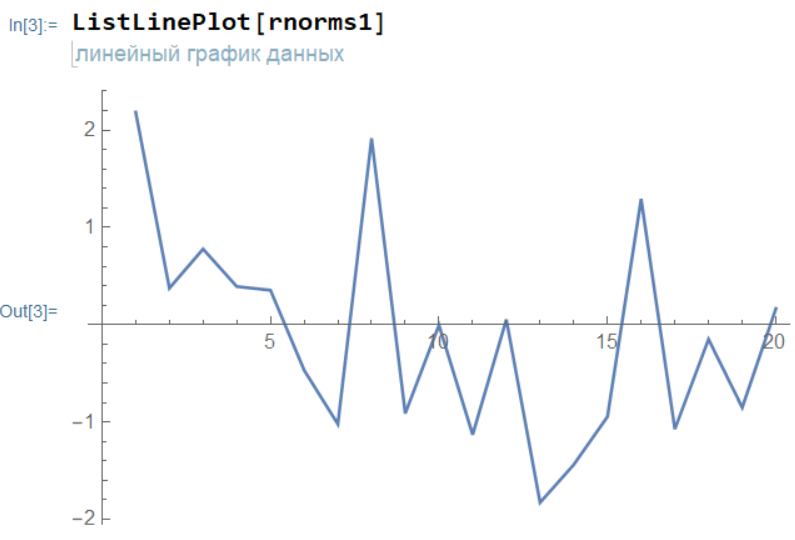 In[3]:= ListLinePlot[rnorms1]
линейный график данных
2
1
Out[3]=
5 10 15 20
-1
-2